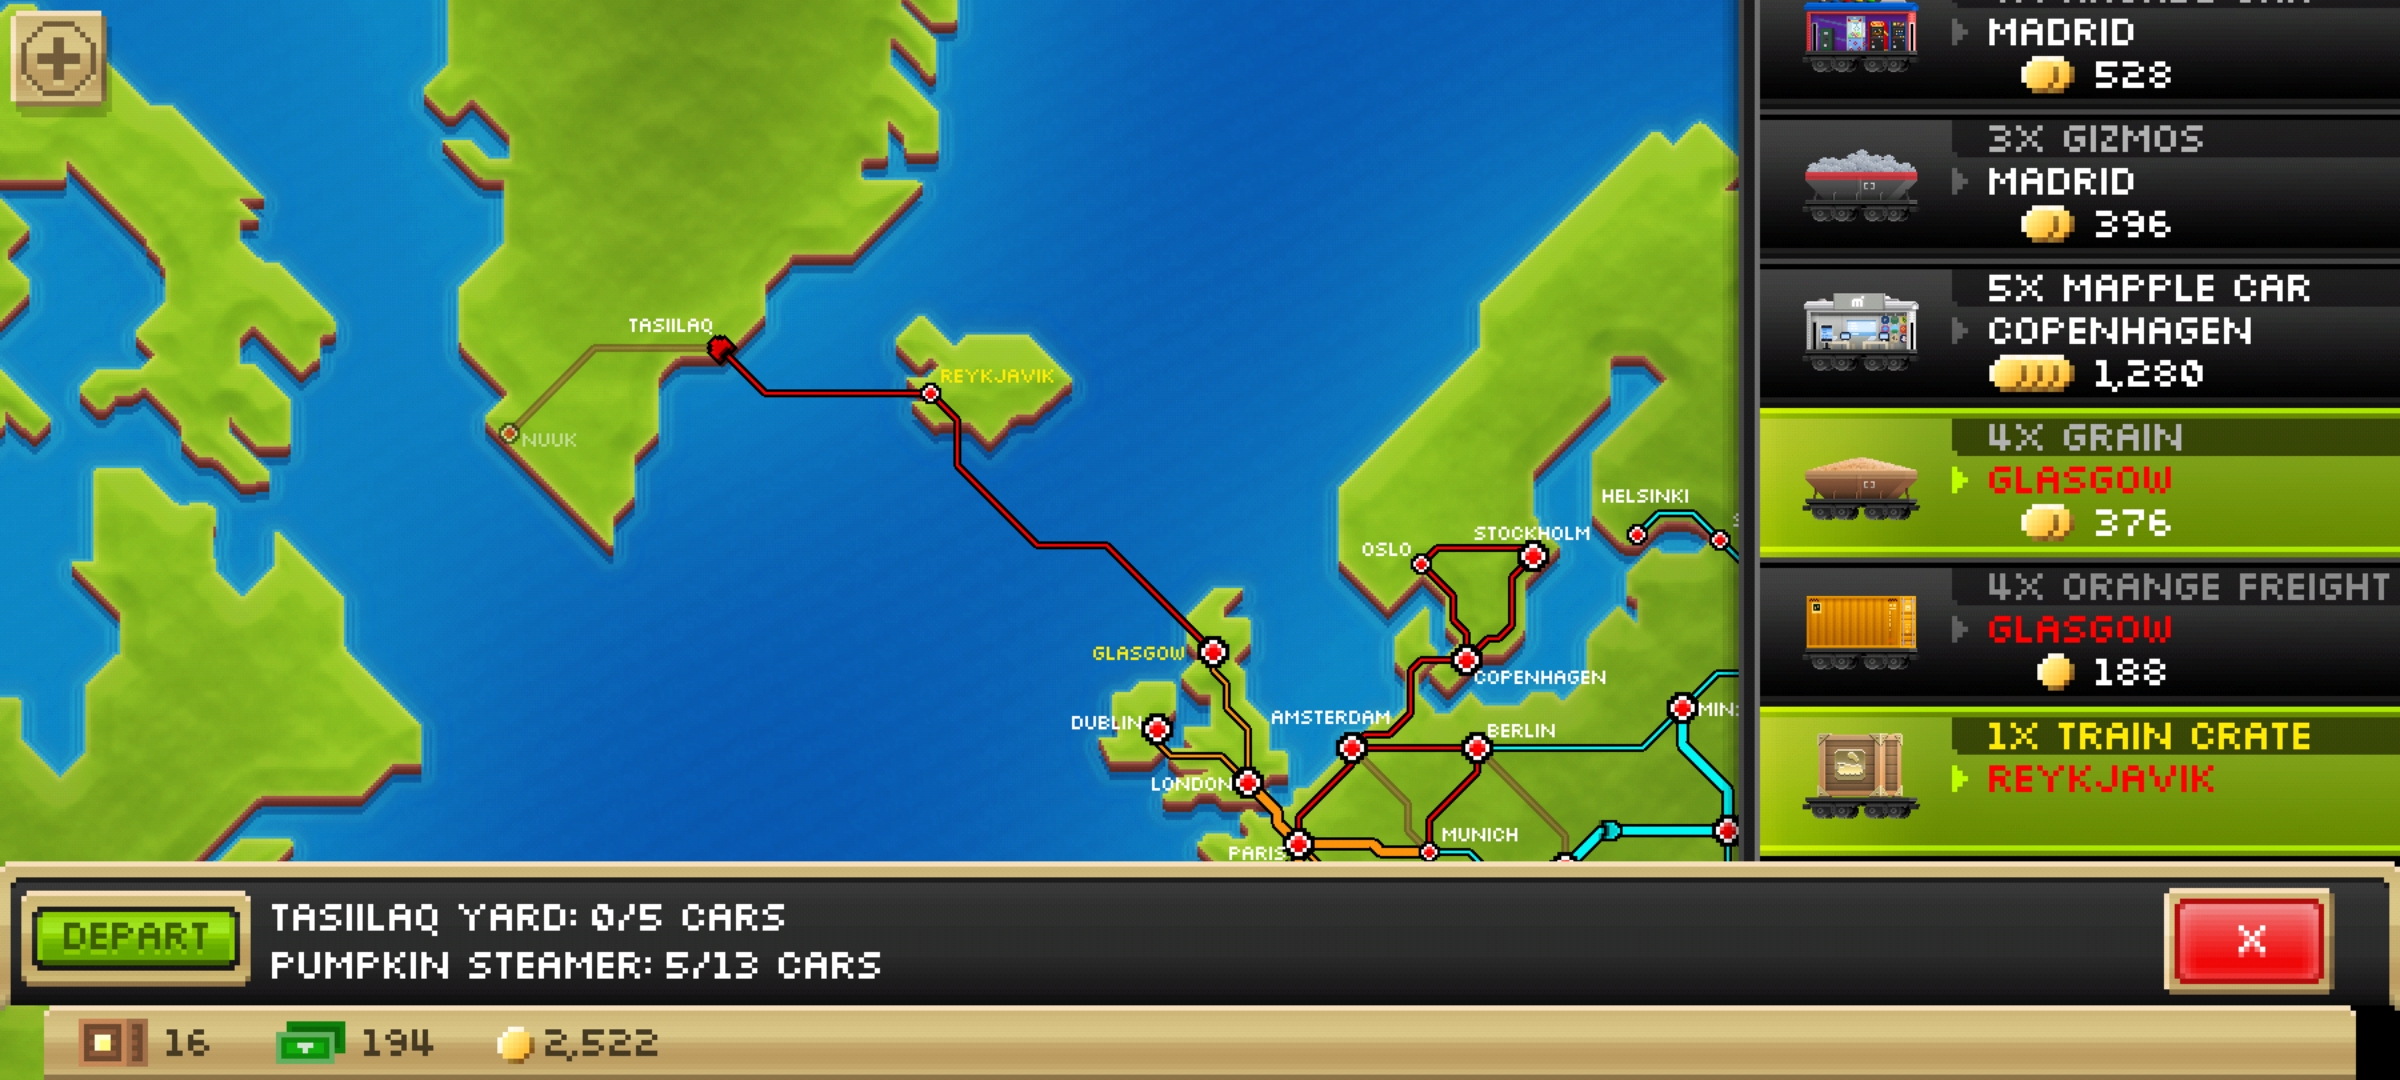 MADRID
528
3X GIZMOS
MADRID
396
5X MAPPLE CAR
COPENHAGEN
1,280
4X GRAIN
GLASGOW
376
4X ORANGE FREIGHT
GLASGOW
188
1X TRAIN CRATE
REYKJAVIK
TASIILAQ
REYKJAVIK
NUUK
HELSINKI
STOCKHOLM
OSLO
GLASGOW
COPENHAGEN
DUBLIN
AMSTERDAM
BERLIN
MIN
LONDON
MUNICH
PARIS
DEPART
TASIILAQ YARD: 0/5 CARS
PUMPKIN STEAMER: 5/13 CARS
X
16
194
2,522